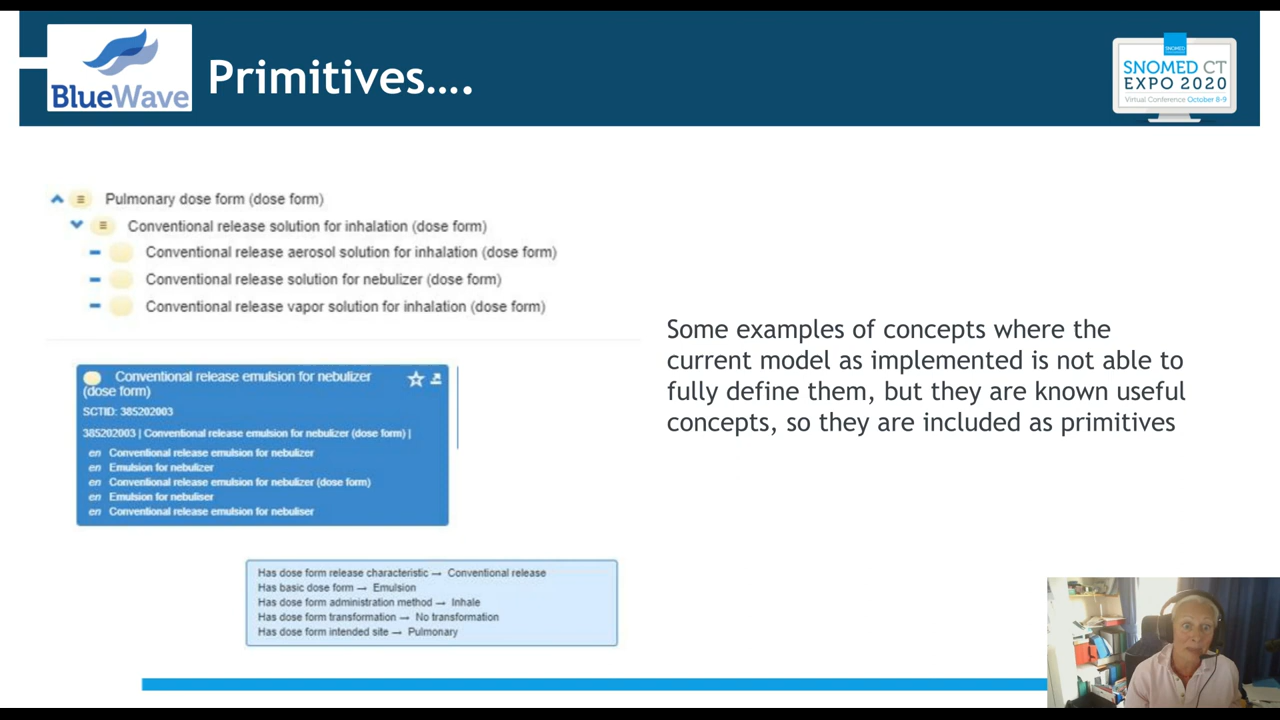 BlueWave
Primitives....
SNOMED
SNOMED CT
EXPO 2020
Virtual Conference October 8-9
Pulmonary dose form (dose form)
Conventional release solution for inhalation (dose form)
Conventional release aerosol solution for inhalation (dose form)
Conventional release solution for nebulizer (dose form)
Conventional release vapor solution for inhalation (dose form)
Some examples of concepts where the
current model as implemented is not able to
fully define them, but they are known useful
concepts, so they are included as primitives
Conventional release emulsion for nebulizer
(dose form)
SCTID: 385202003
385202003 | Conventional release emulsion for nebulizer (dose form) |
en Conventional release emulsion for nebulizer
en Emulsion for nebulizer
en Conventional release emulsion for nebulizer (dose form)
en Emulsion for nebuliser
en Conventional release emulsion for nebuliser
Has dose form release characteristic → Conventional release
Has basic dose form → Emulsion
Has dose form administration method → Inhale
Has dose form transformation → No transformation
Has dose form intended site → Pulmonary